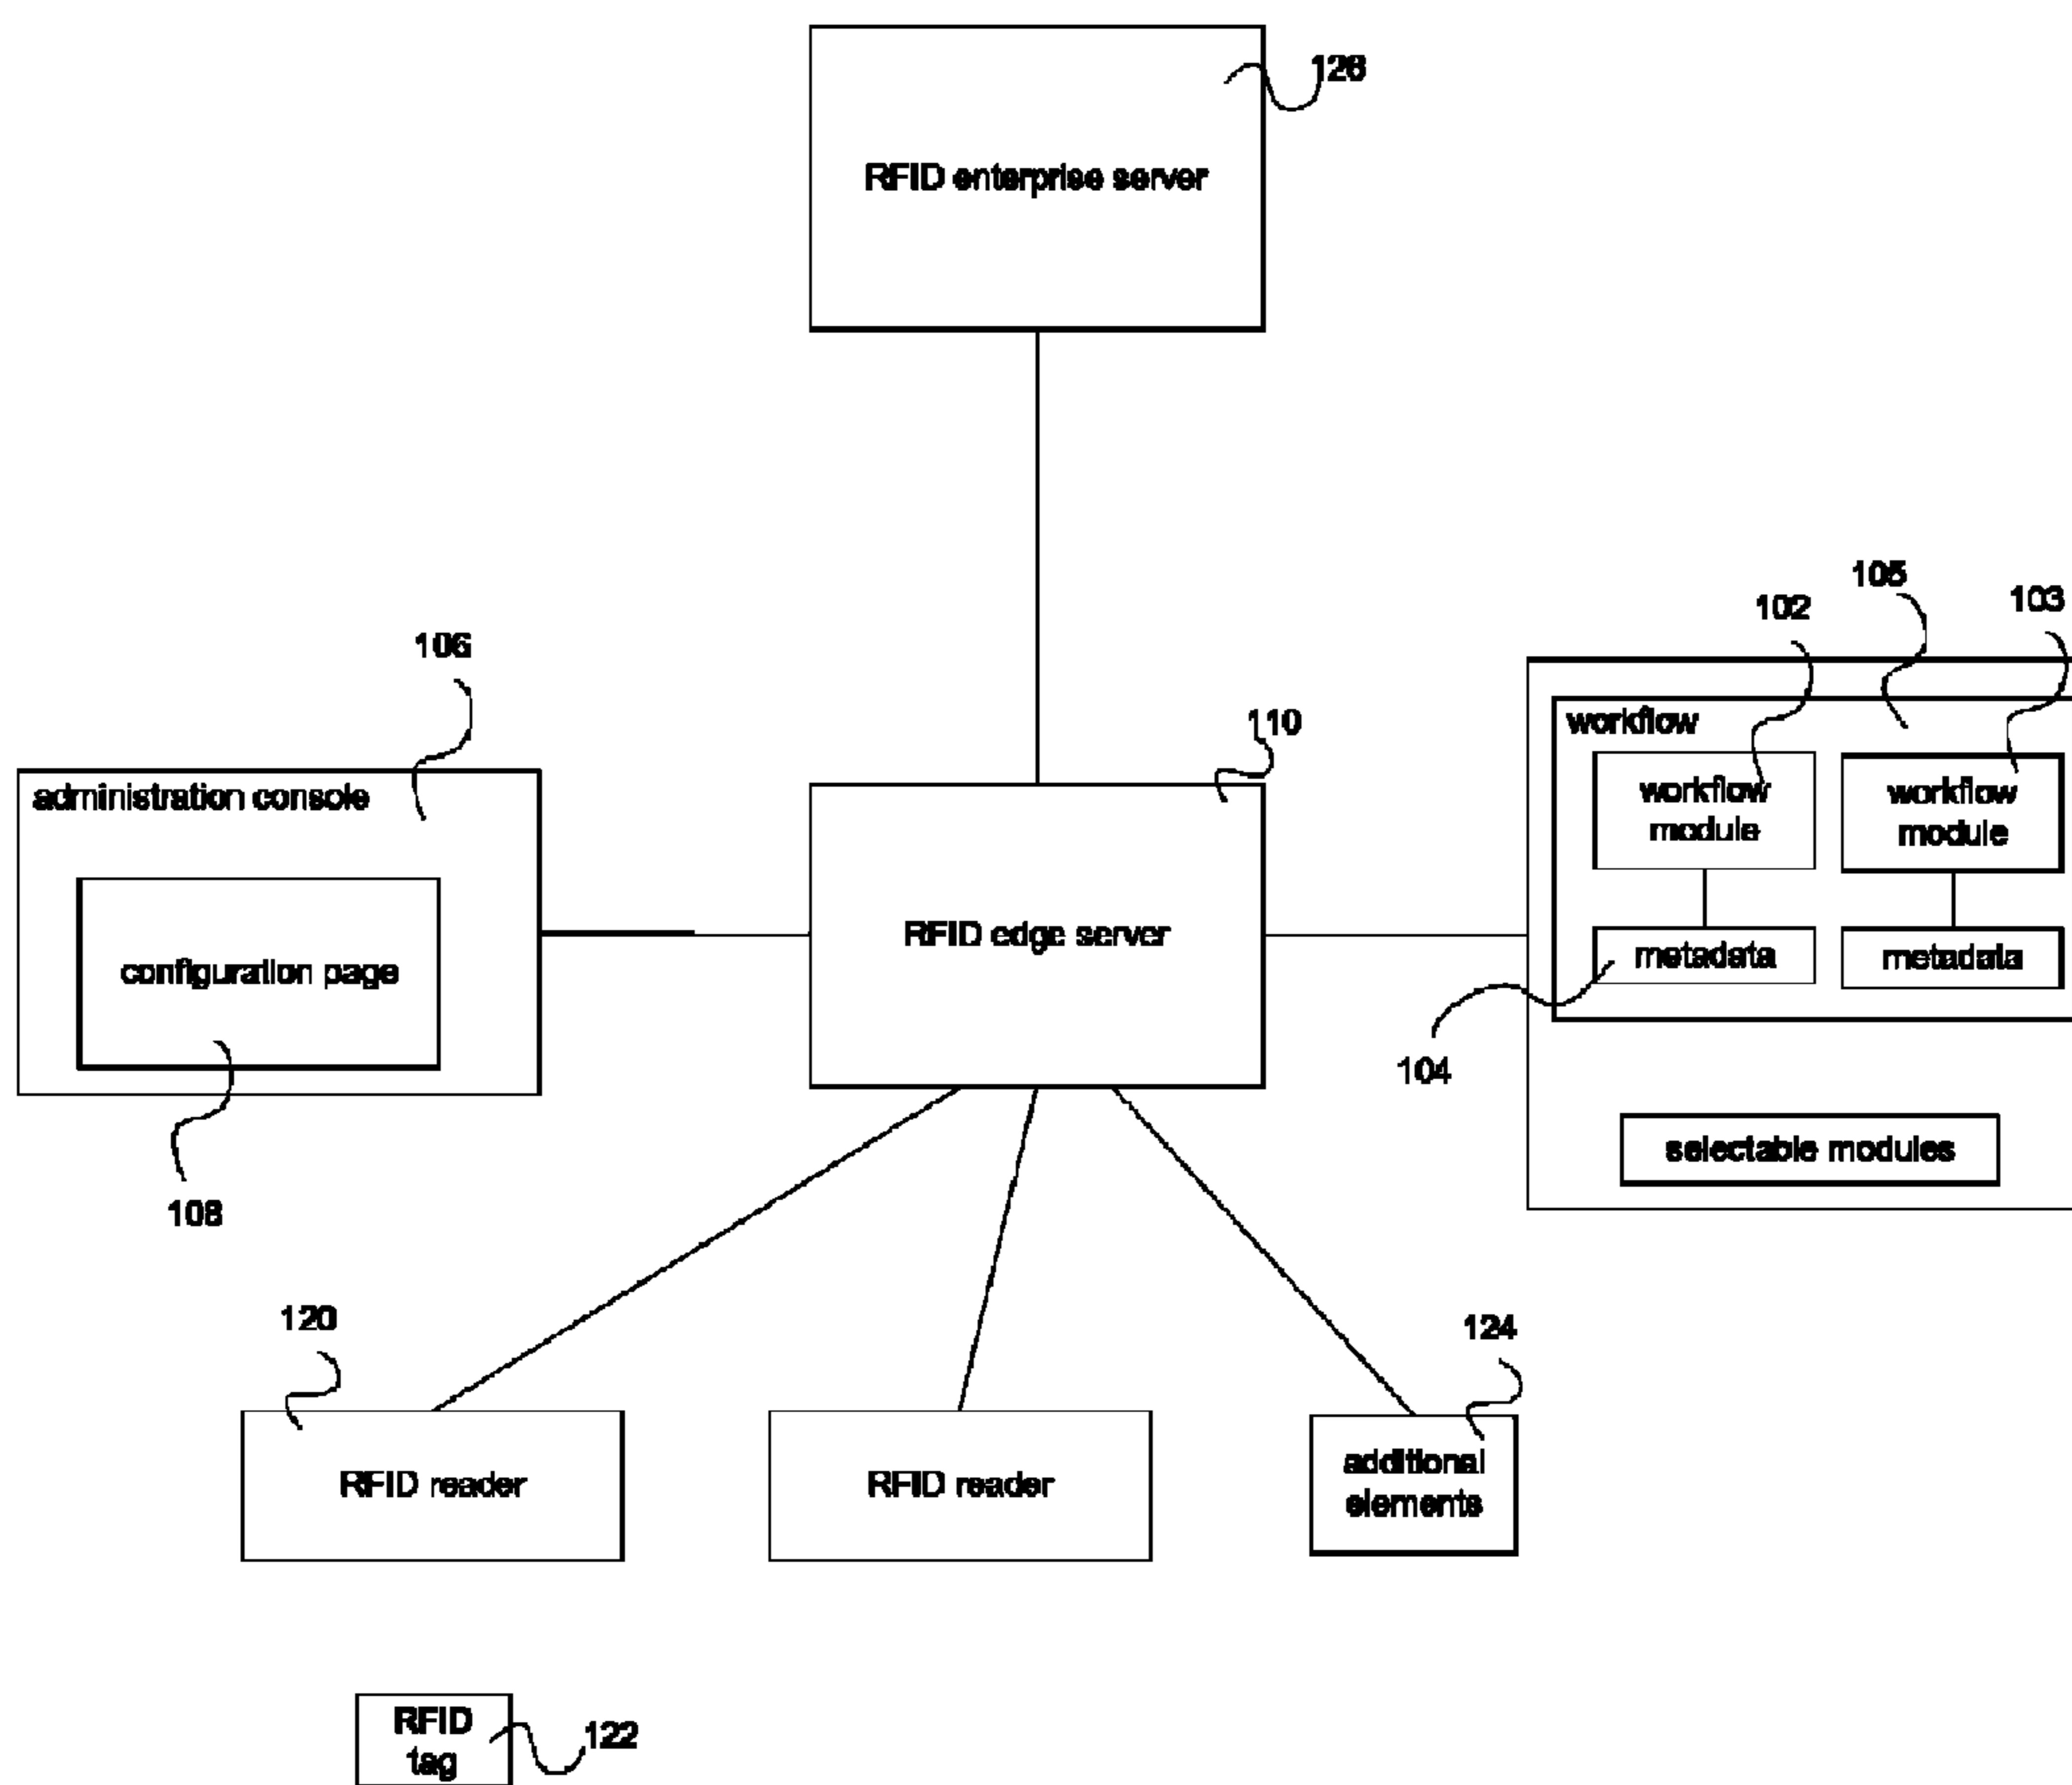 126
RFID enterprise server
105
102
103
106
110
workflow
administration console
workflow
module
workflow
module
RFID edge server
metadata
metadata
configuration page
104
selectable modules
108
120
124
RFID reader
RFID reader
additional
elements
RFID
tag
122